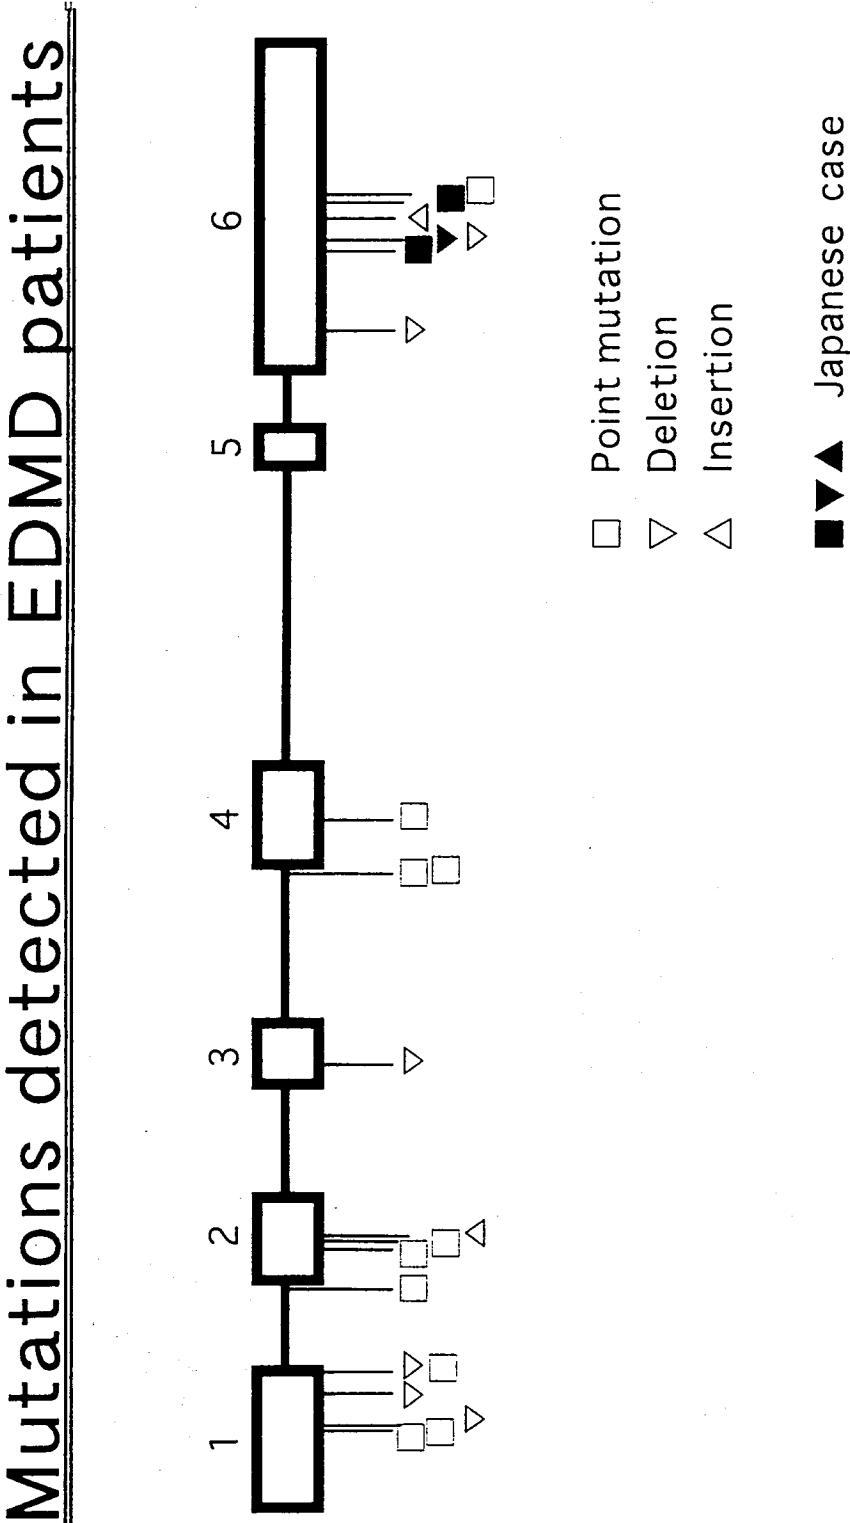 Mutations detected in EDMD patients
1 2 3 4 5 6
□ Point mutation
▽ Deletion
△ Insertion
■▼▲ Japanese case